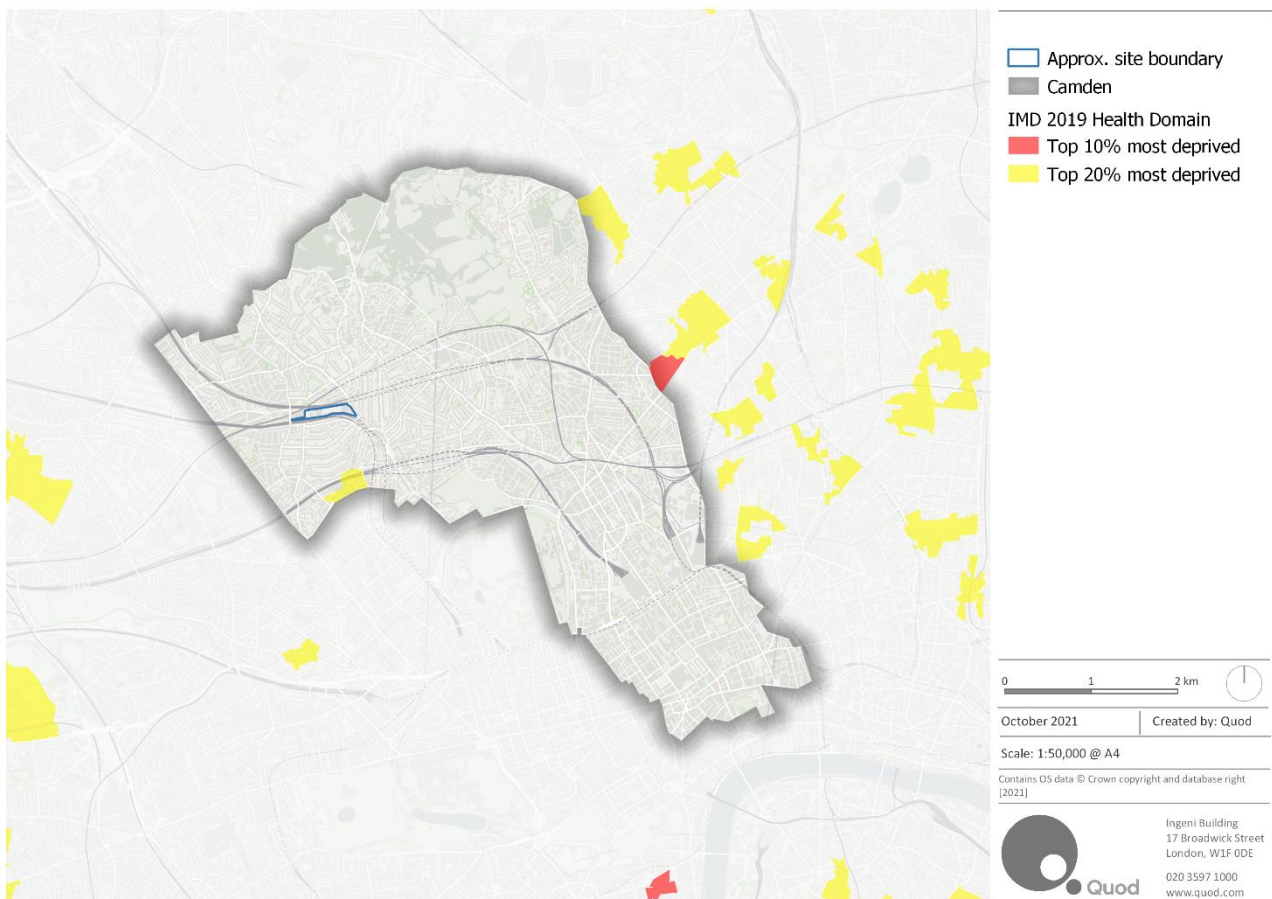 Approx. site boundary
Camden
IMD 2019 Health Domain
Top 10% most deprived
Top 20% most deprived
0 1 2 km
October 2021 Created by: Quod
Scale: 1:50,000 @ A4
Contains OS data © Crown copyright and database right
[2021]
Quod
Ingeni Building
17 Broadwick Street
London, W1F 0DE
020 3597 1000
www.quod.com